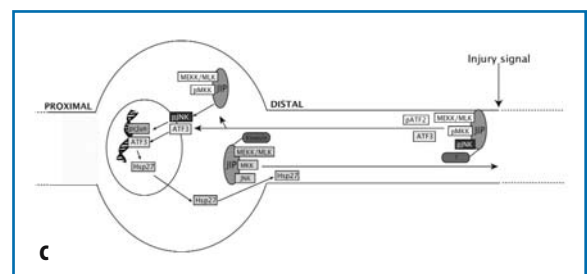 Injury signal
PROXIMAL
DISTAL
MEKK/MLK
pMKK
JIP
pJNK
ATF3
pJun
ATF3
Hsp27
Hsp27
Hsp27
MEKK/MLK
MKK
JNK
JIP
pATF2
ATF3
MEKK/MLK
pMKK
pJNK
JIP
?
C